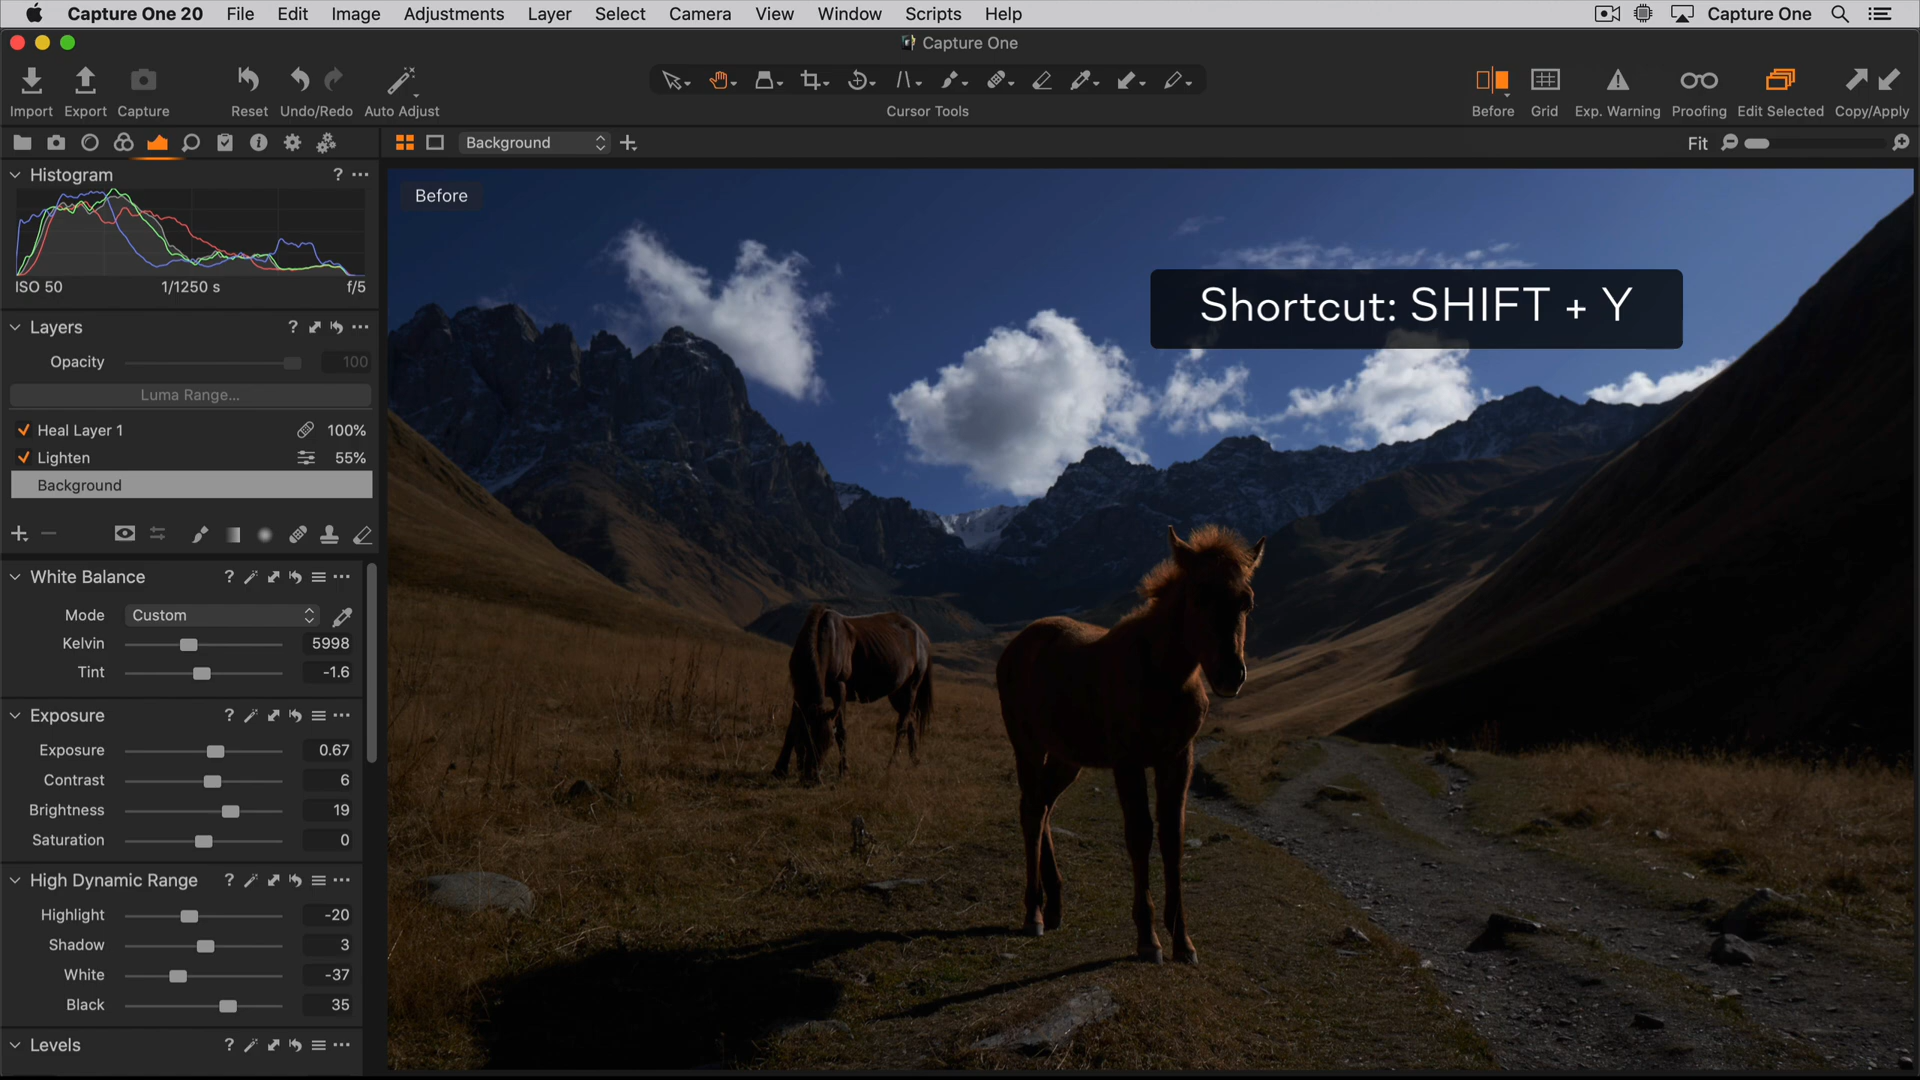 Capture One 20 File Edit Image Adjustments Layer Select Camera View Window Scripts Help Capture One
Capture One
Import Export Capture Reset Undo/Redo Auto Adjust Cursor Tools Before Grid Exp. Warning Proofing Edit Selected Copy/Apply
Background Fit
Histogram ?
ISO 50 1/1250 s f/5
Layers ?
Opacity 100
Luma Range...
Heal Layer 1 100%
Lighten 55%
Background
White Balance ?
Mode Custom
Kelvin 5998
Tint -1.6
Exposure ?
Exposure 0.67
Contrast 6
Brightness 19
Saturation 0
High Dynamic Range ?
Highlight -20
Shadow 3
White -37
Black 35
Levels ?
Before
Shortcut: SHIFT + Y